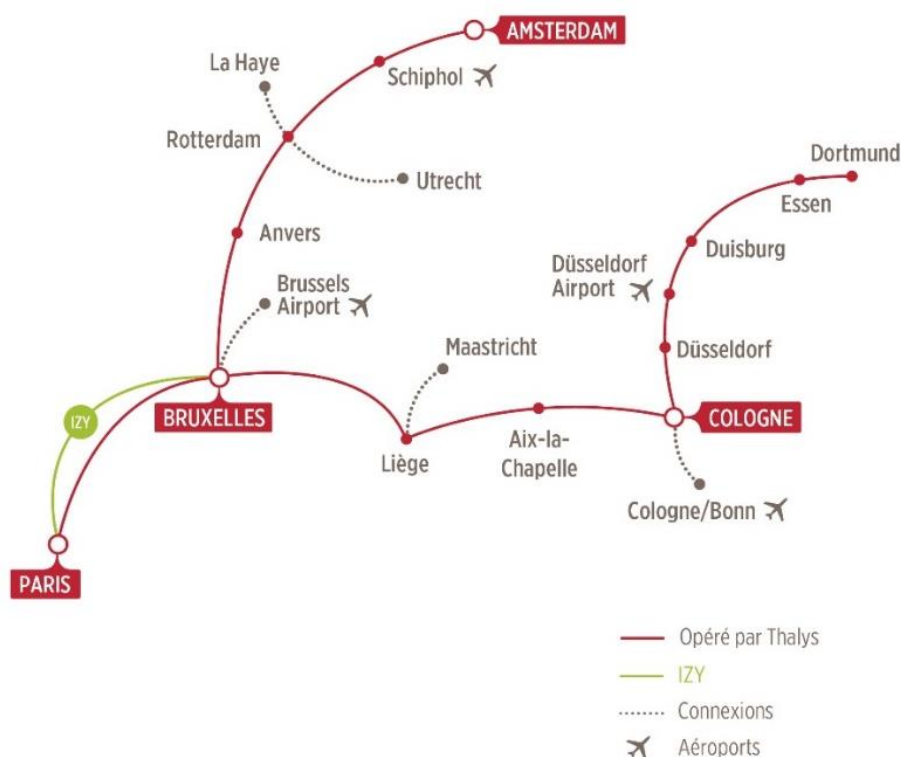 AMSTERDAM
La Haye
Schiphol
Rotterdam
Utrecht
Dortmund
Essen
Anvers
Duisburg
Düsseldorf
Airport
Brussels
Airport
Maastricht
Düsseldorf
IZY
BRUXELLES
COLOGNE
Liège
Aix-la-
Chapelle
Cologne/Bonn
PARIS
Opéré par Thalys
IZY
Connexions
Aéroports